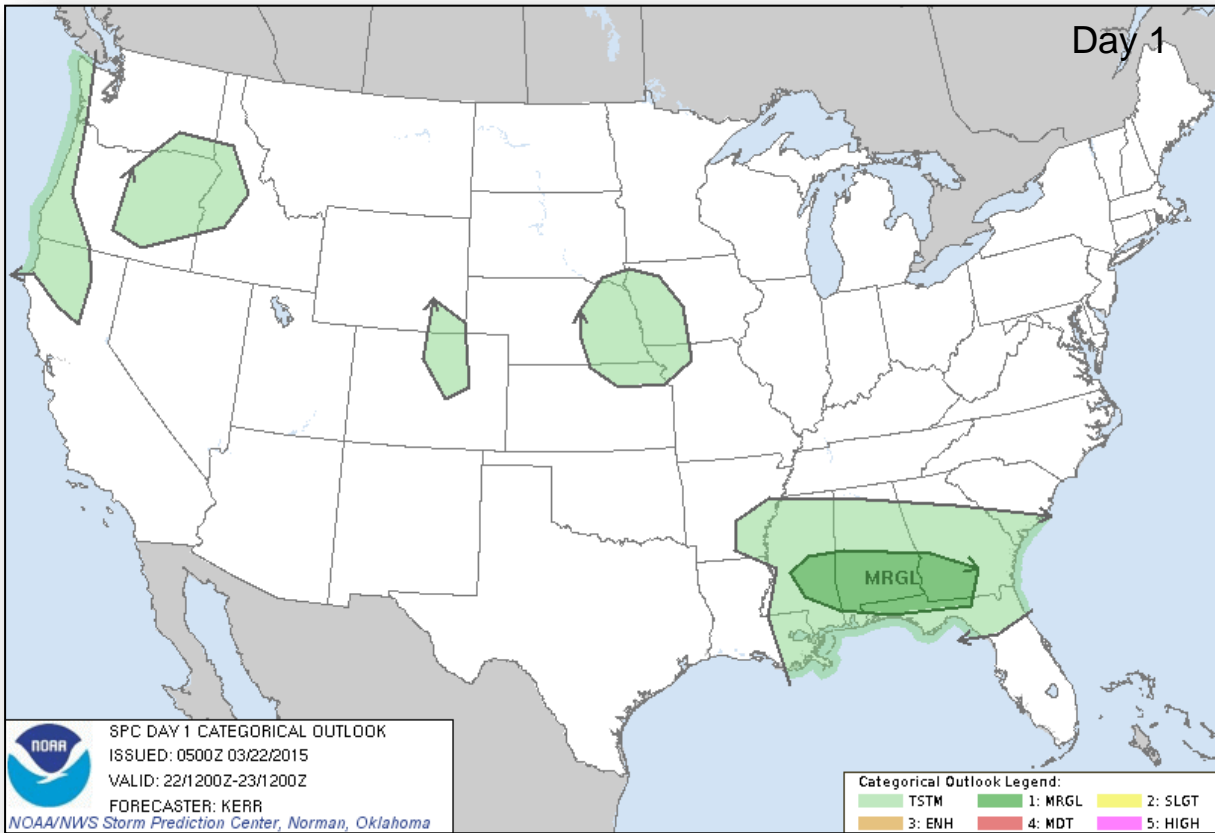 Day 1
MRGL
NOAA
SPC DAY 1 CATEGORICAL OUTLOOK
ISSUED: 0500Z 03/22/2015
VALID: 22/1200Z-23/1200Z
FORECASTER: KERR
NOAA/NWS Storm Prediction Center, Norman, Oklahoma
Categorical Outlook Legend:
TSTM 1: MRGL 2: SLGT
3: ENH 4: MDT 5: HIGH